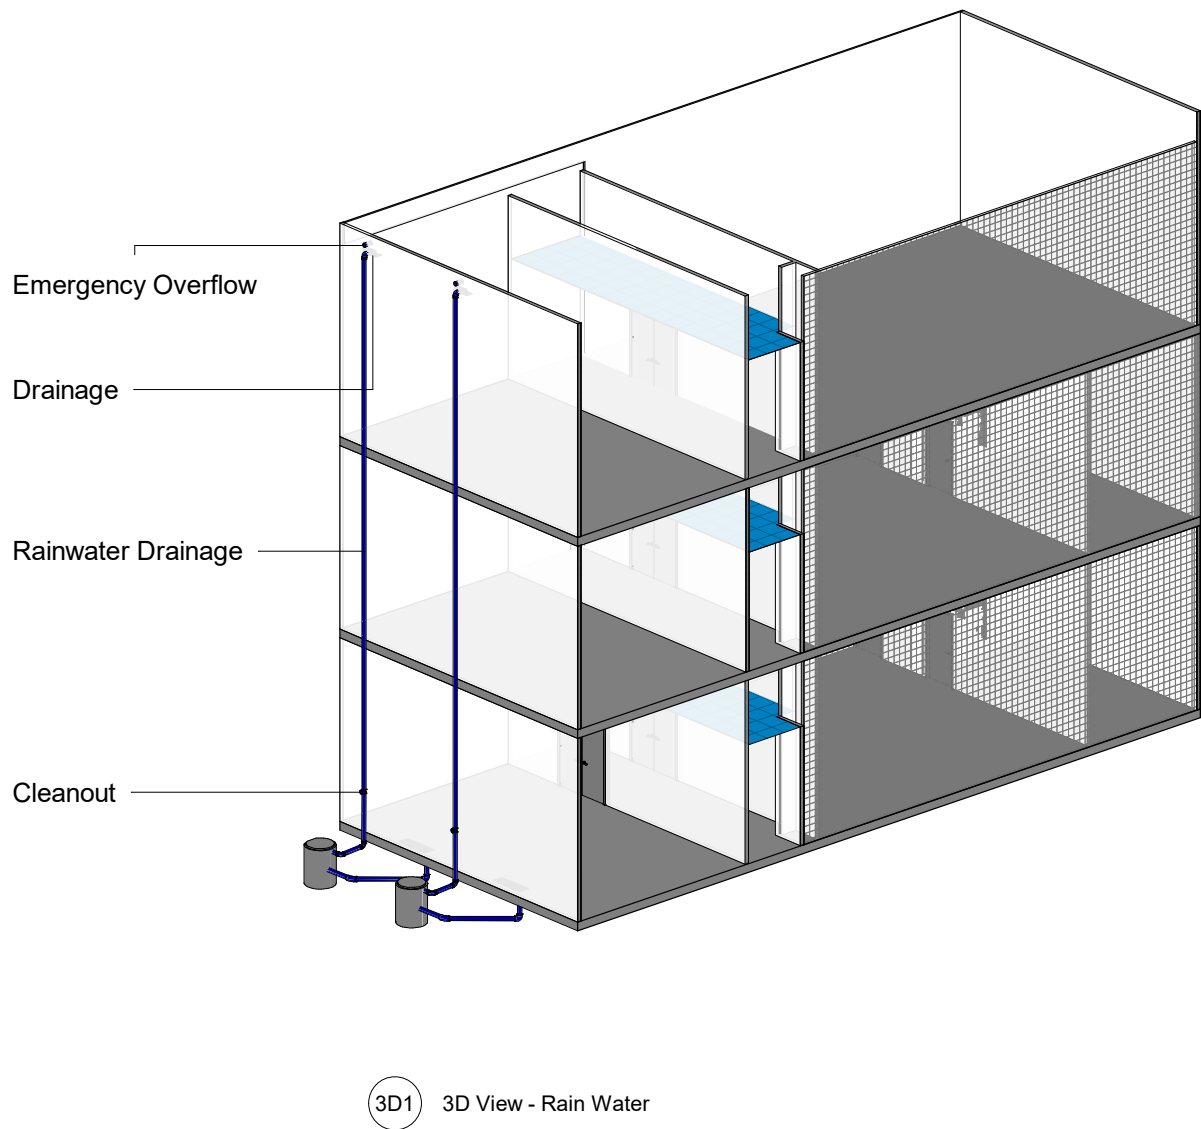 Emergency Overflow
Drainage
Rainwater Drainage
Cleanout
3D1 3D View - Rain Water